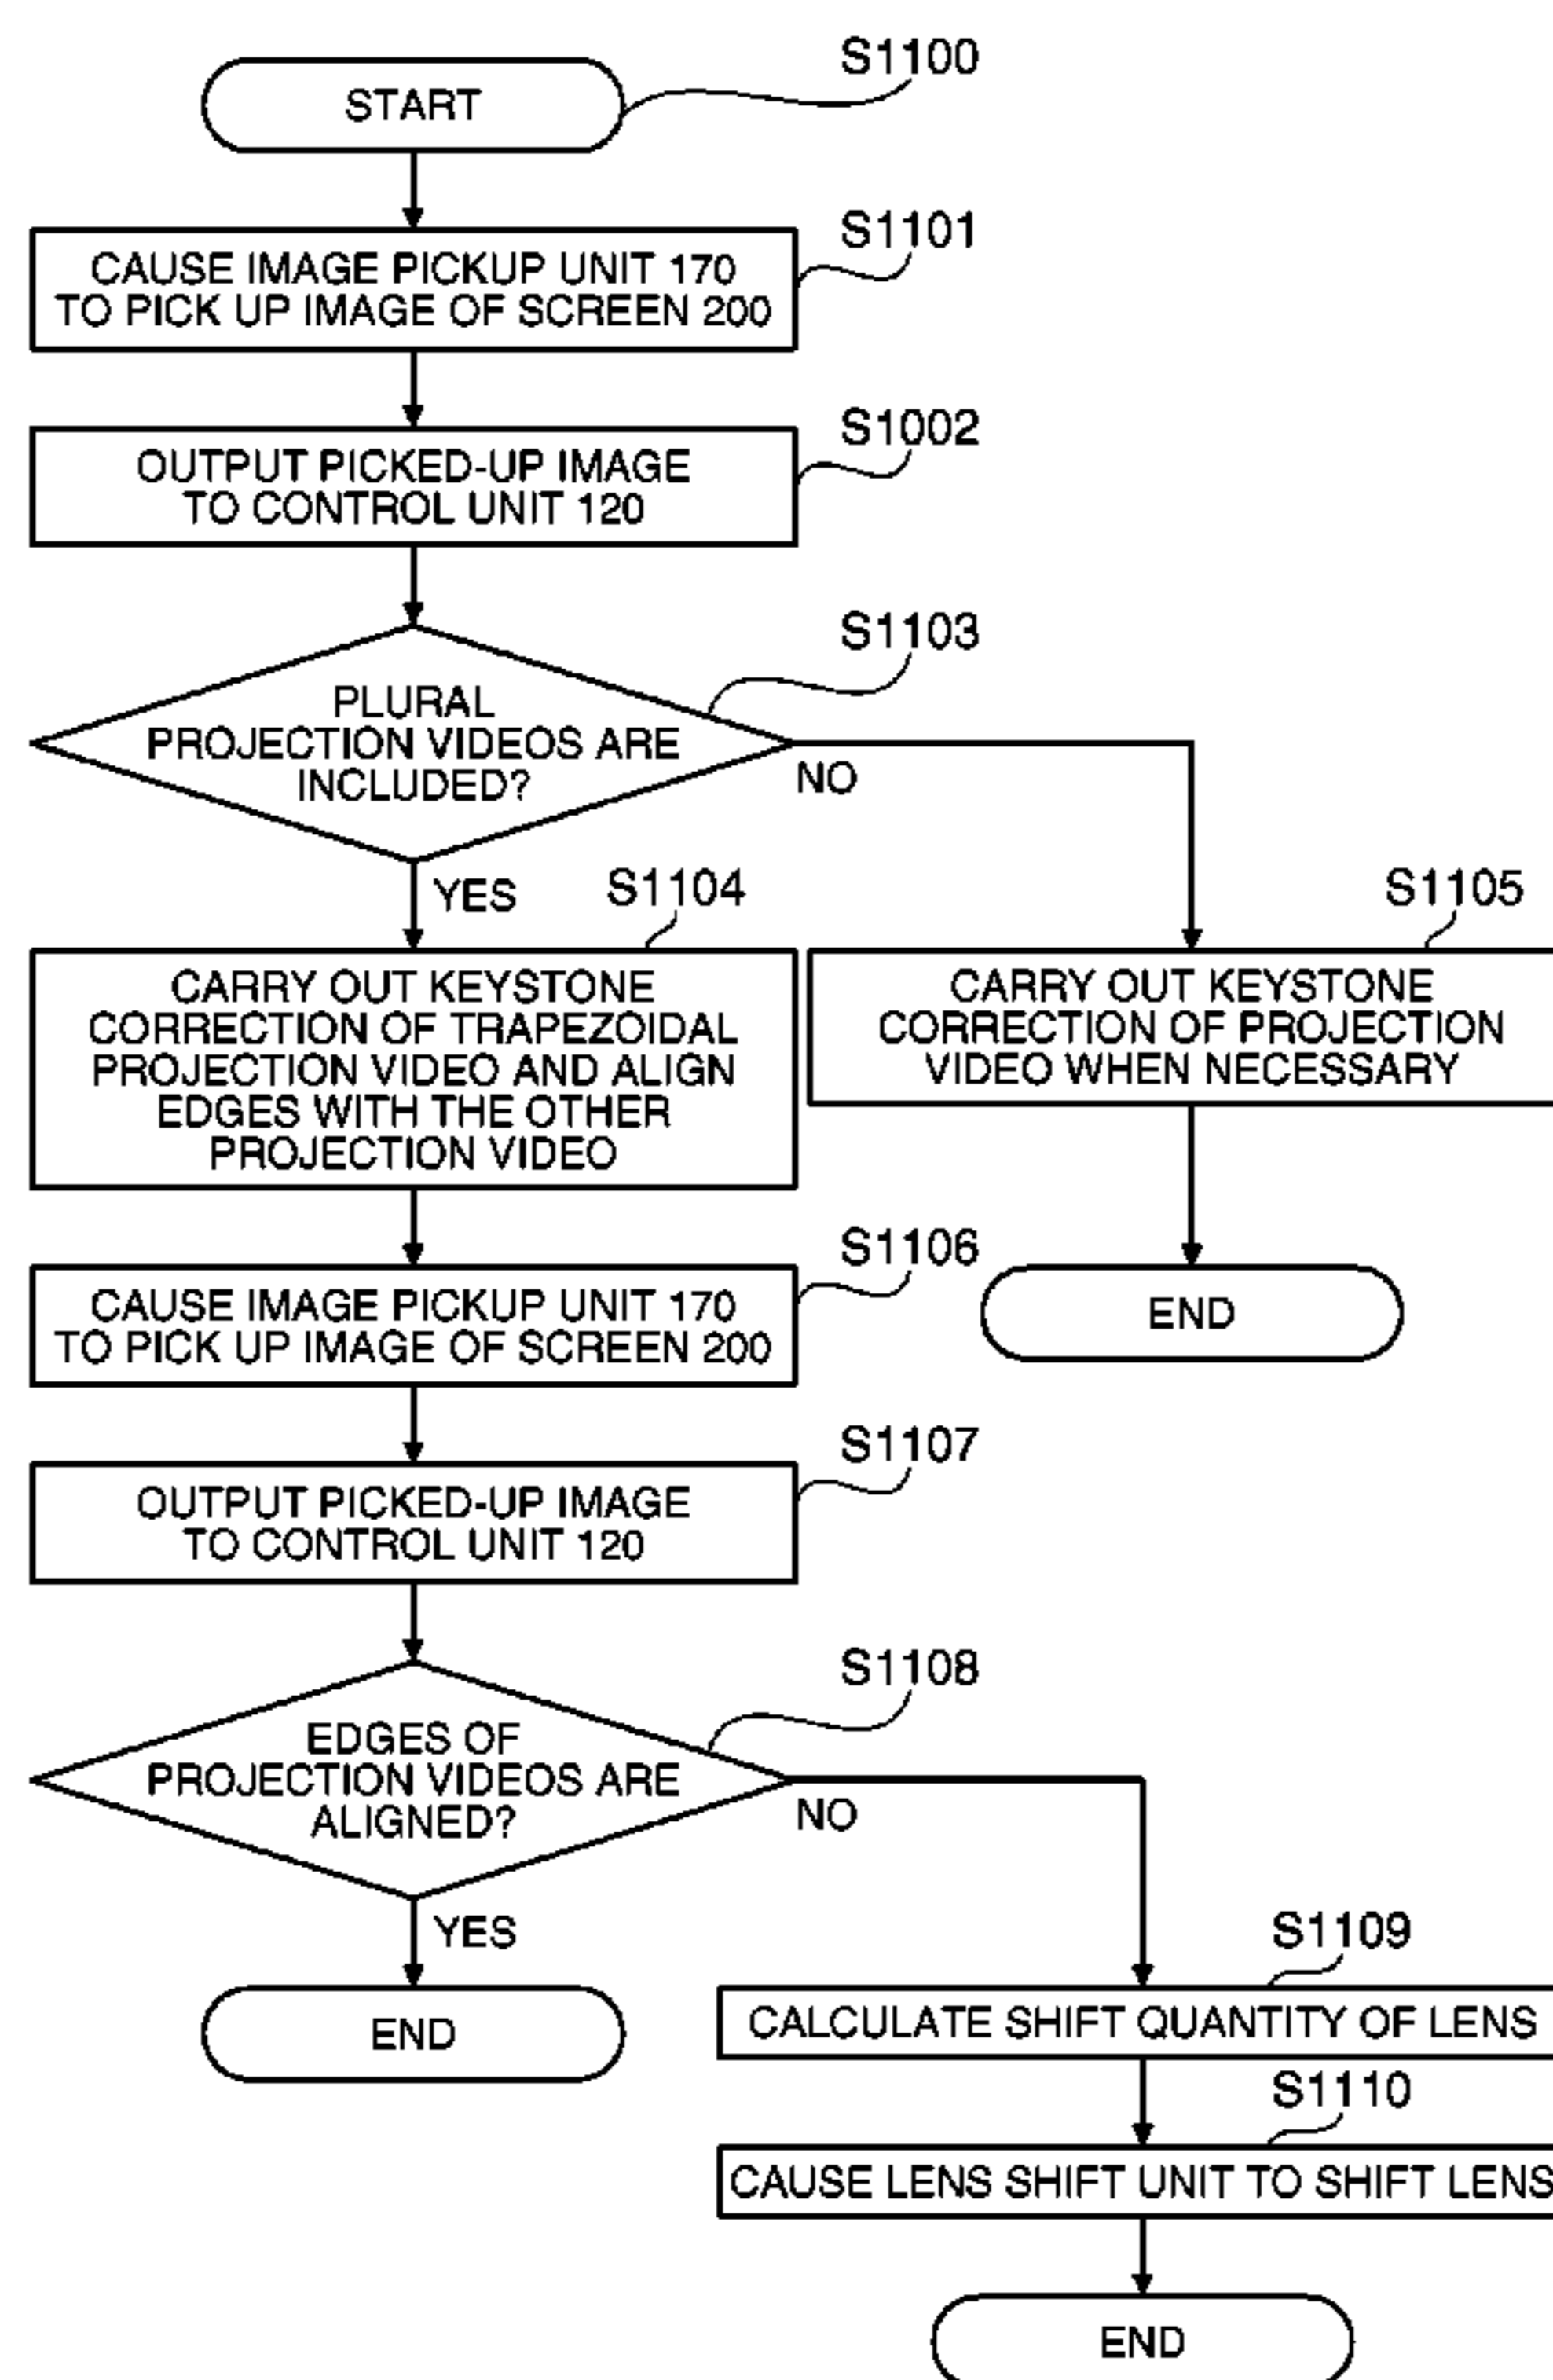 S1100
START
S1101
CAUSE IMAGE PICKUP UNIT 170
TO PICK UP IMAGE OF SCREEN 200
S1002
OUTPUT PICKED-UP IMAGE
TO CONTROL UNIT 120
S1103
PLURAL
PROJECTION VIDEOS ARE
INCLUDED?
NO
YES
S1104
CARRY OUT KEYSTONE
CORRECTION OF TRAPEZOIDAL
PROJECTION VIDEO AND ALIGN
EDGES WITH THE OTHER
PROJECTION VIDEO
S1105
CARRY OUT KEYSTONE
CORRECTION OF PROJECTION
VIDEO WHEN NECESSARY
END
S1106
CAUSE IMAGE PICKUP UNIT 170
TO PICK UP IMAGE OF SCREEN 200
S1107
OUTPUT PICKED-UP IMAGE
TO CONTROL UNIT 120
S1108
EDGES OF
PROJECTION VIDEOS ARE
ALIGNED?
NO
YES
END
S1109
CALCULATE SHIFT QUANTITY OF LENS
S1110
CAUSE LENS SHIFT UNIT TO SHIFT LENS
END